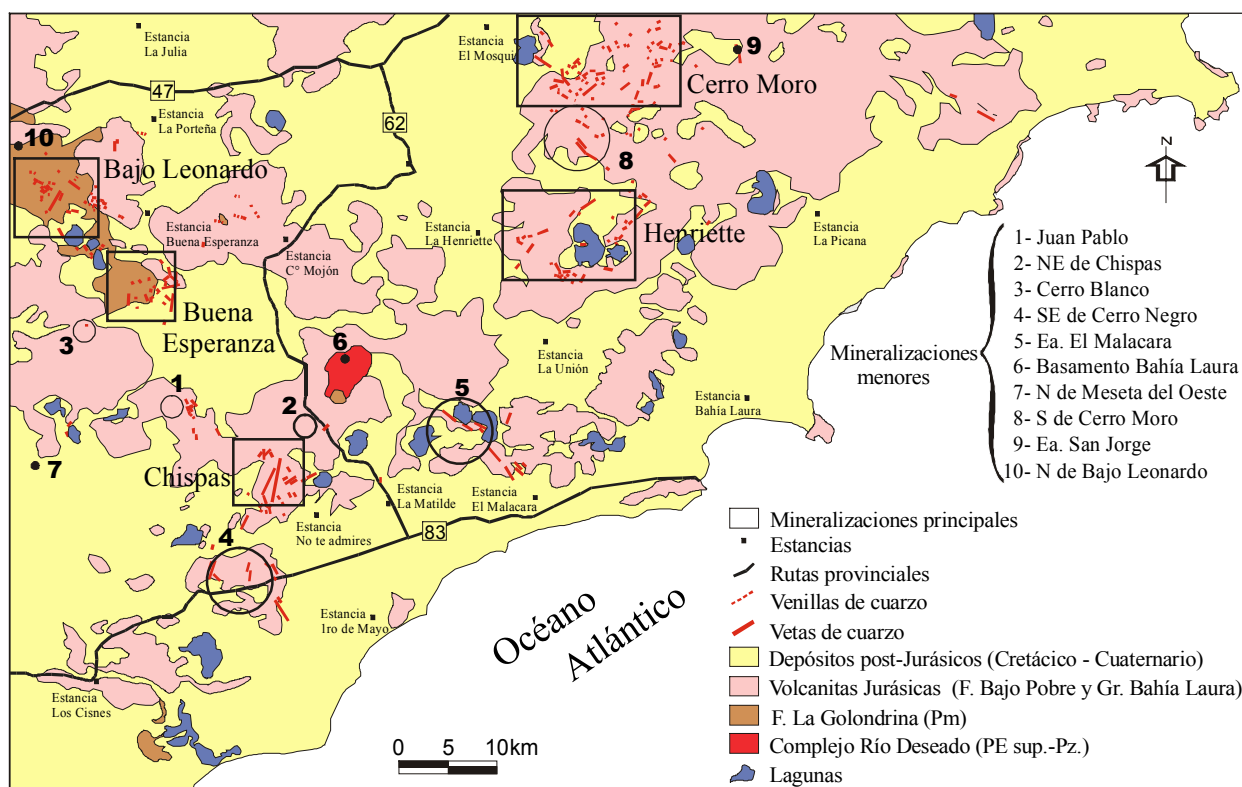 Estancia
La Julia
Estancia
El Mosqui
9
Cerro Moro
47
62
Estancia
La Porteña
10
Bajo Leonardo
8
N
Estancia
Buena Esperanza
Estancia
C° Mojón
Estancia
La Henriette
Henriette
Estancia
La Picana
Buena
Esperanza
3
6
Estancia
La Unión
1
2
5
Estancia
Bahía Laura
7
Chispas
Estancia
La Matilde
Estancia
El Malacara
Estancia
No te admires
83
4
Estancia
1ro de Mayo
Océano
Atlántico
Estancia
Los Cisnes
0 5 10km
Mineralizaciones
menores
1- Juan Pablo
2- NE de Chispas
3- Cerro Blanco
4- SE de Cerro Negro
5- Ea. El Malacara
6- Basamento Bahía Laura
7- N de Meseta del Oeste
8- S de Cerro Moro
9- Ea. San Jorge
10- N de Bajo Leonardo
Mineralizaciones principales
Estancias
Rutas provinciales
Venillas de cuarzo
Vetas de cuarzo
Depósitos post-Jurásicos (Cretácico - Cuaternario)
Volcanitas Jurásicas (F. Bajo Pobre y Gr. Bahía Laura)
F. La Golondrina (Pm)
Complejo Río Deseado (PE sup.-Pz.)
Lagunas